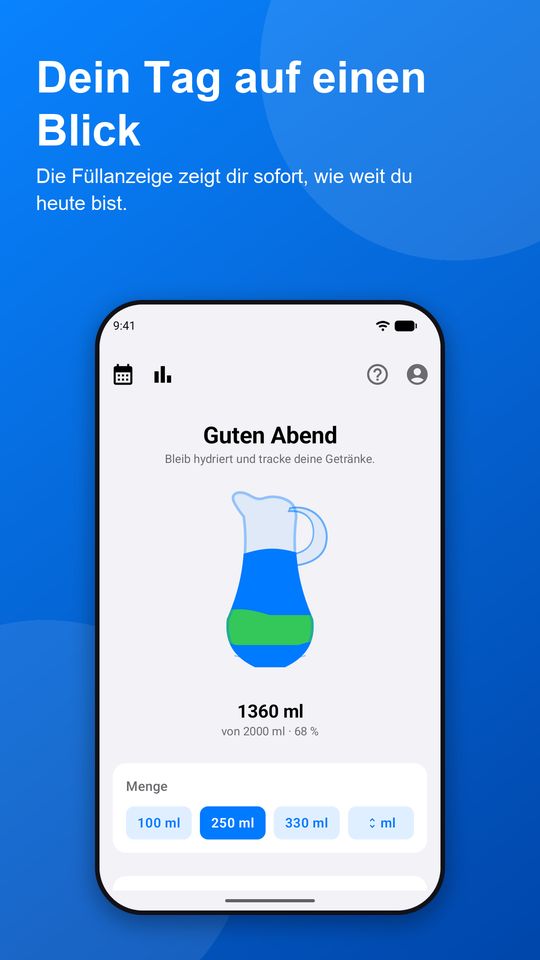 Dein Tag auf einen
Blick
Die Füllanzeige zeigt dir sofort, wie weit du
heute bist.
9:41
Guten Abend
Bleib hydriert und tracke deine Getränke.
1360 ml
von 2000 ml · 68 %
Menge
100 ml
250 ml
330 ml
ml